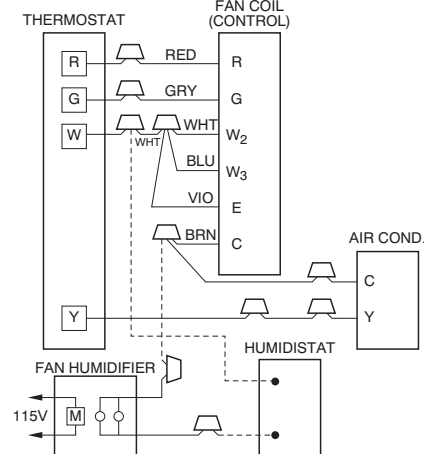 FAN COIL
THERMOSTAT (CONTROL)
R RED R
G GRY G
W WHT WHT W2
BLU W3
VIO E
BRN C
AIR COND.
C
Y Y
HUMIDISTAT
FAN HUMIDIFIER
115V M